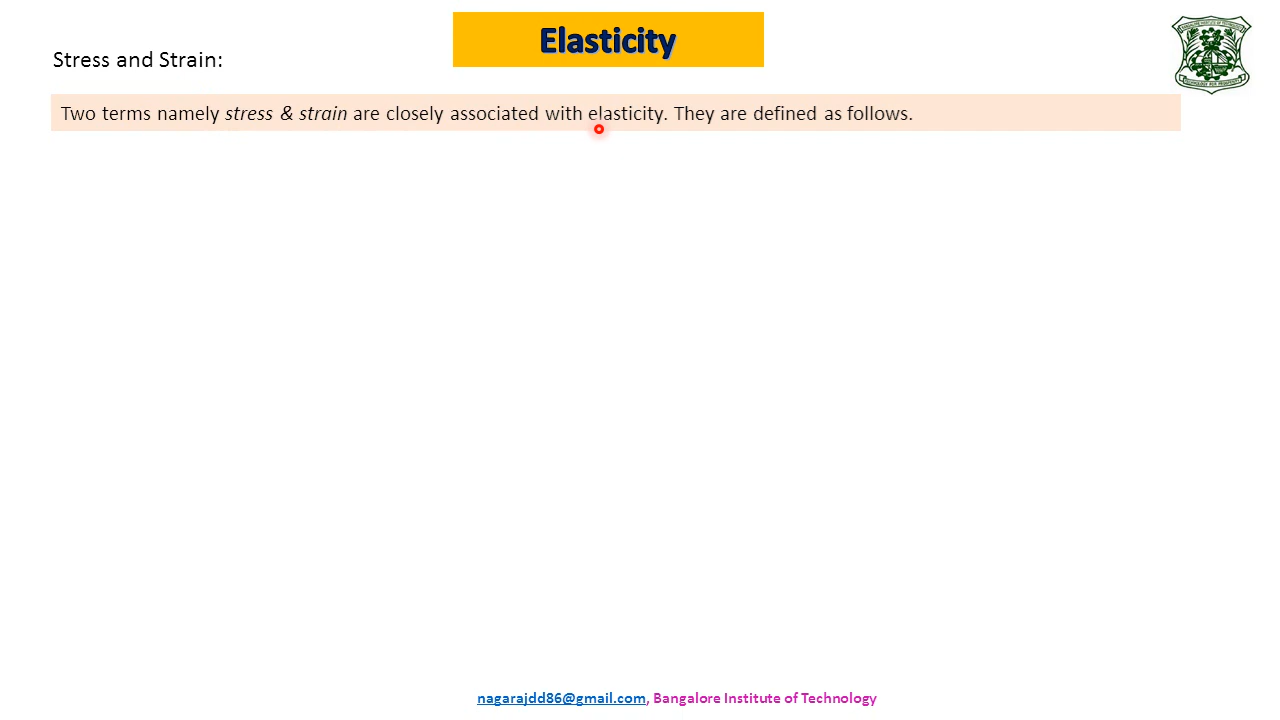 Elasticity
Stress and Strain:
Two terms namely stress & strain are closely associated with elasticity. They are defined as follows.
nagarajdd86@gmail.com, Bangalore Institute of Technology